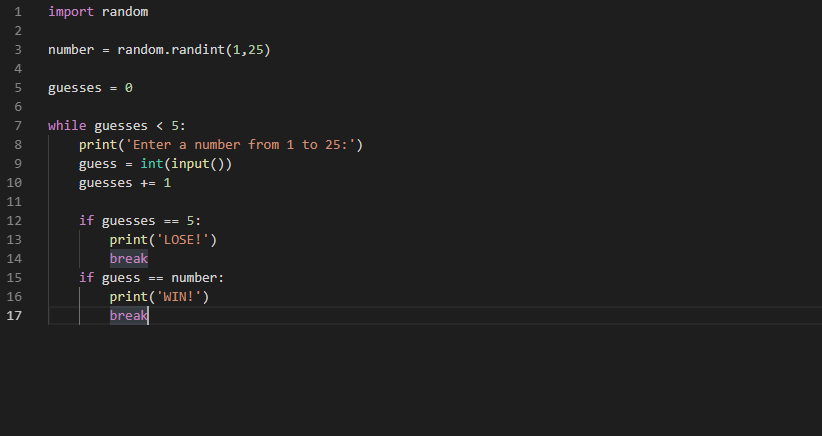 1 import random
2
3 number = random.randint(1,25)
4
5 guesses = 0
6
7 while guesses < 5:
8     print('Enter a number from 1 to 25:')
9     guess = int(input())
10     guesses += 1
11
12     if guesses == 5:
13         print('LOSE!')
14         break
15     if guess == number:
16         print('WIN!')
17         break